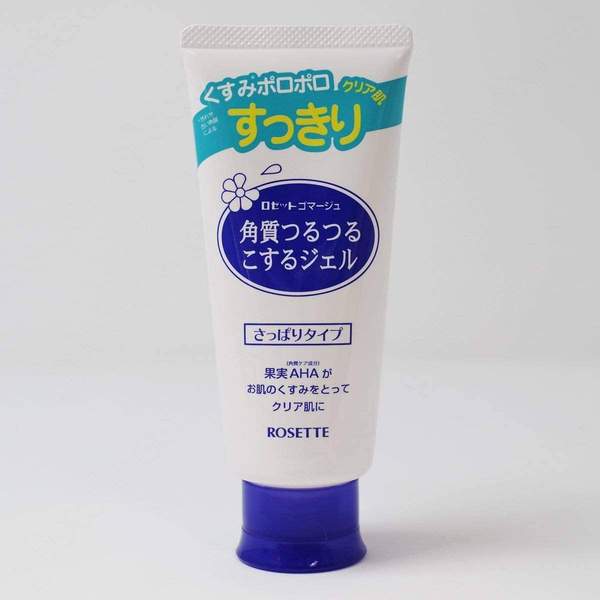 くすみポロポロ
クリア肌
すっきり
ロゼットゴマージュ
角質つるつる
こするジェル
さっぱりタイプ
(角質ケア成分)
果実AHAが
お肌のくすみをとって
クリア肌に
ROSETTE